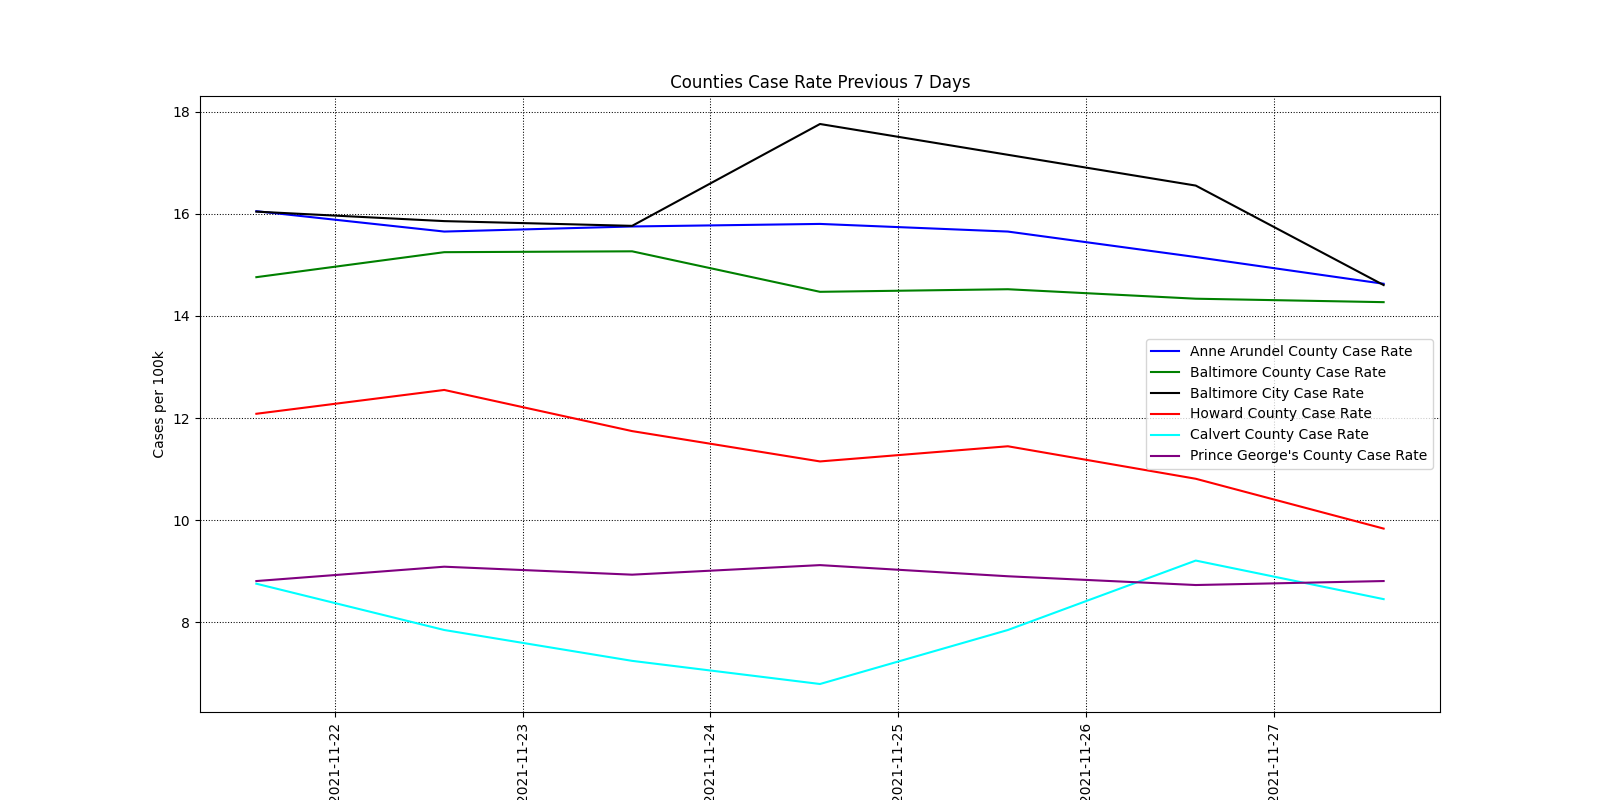 Counties Case Rate Previous 7 Days
18
16
14
12
10
8
Cases per 100k
Anne Arundel County Case Rate
Baltimore County Case Rate
Baltimore City Case Rate
Howard County Case Rate
Calvert County Case Rate
Prince George's County Case Rate
2021-11-22
2021-11-23
2021-11-24
2021-11-25
2021-11-26
2021-11-27